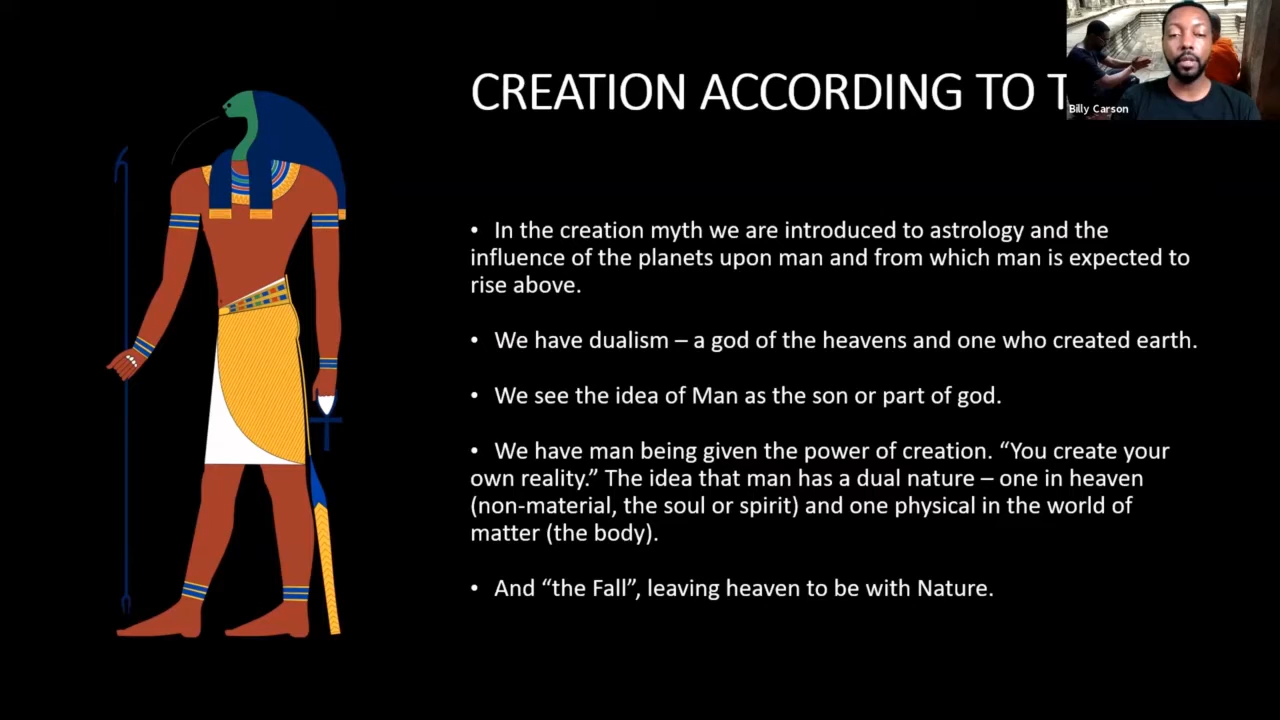 CREATION ACCORDING TO T
Billy Carson
• In the creation myth we are introduced to astrology and the
influence of the planets upon man and from which man is expected to
rise above.
• We have dualism – a god of the heavens and one who created earth.
• We see the idea of Man as the son or part of god.
• We have man being given the power of creation. “You create your
own reality.” The idea that man has a dual nature – one in heaven
(non-material, the soul or spirit) and one physical in the world of
matter (the body).
• And “the Fall”, leaving heaven to be with Nature.